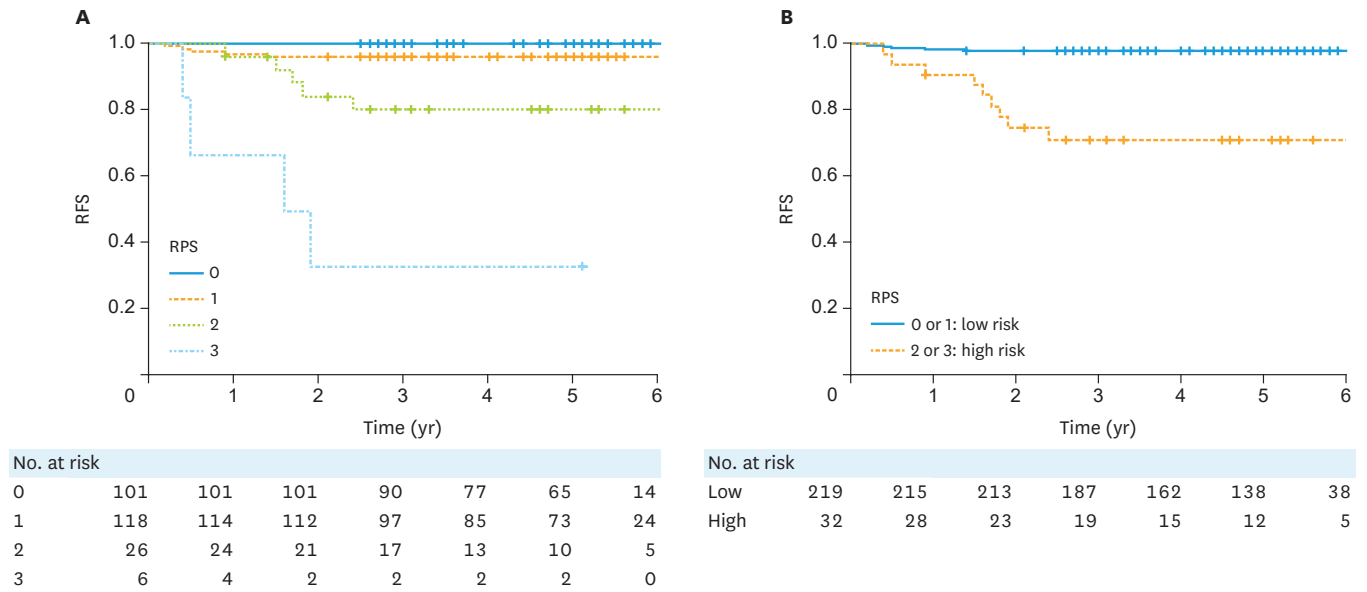 A
1.0
0.8
0.6
0.4
0.2
0
RFS
RPS
0
1
2
3
1 2 3 4 5 6
Time (yr)
No. at risk
0 101 101 101 90 77 65 14
1 118 114 112 97 85 73 24
2 26 24 21 17 13 10 5
3 6 4 2 2 2 2 0
B
1.0
0.8
0.6
0.4
0.2
0
RFS
RPS
0 or 1: low risk
2 or 3: high risk
1 2 3 4 5 6
Time (yr)
No. at risk
Low 219 215 213 187 162 138 38
High 32 28 23 19 15 12 5